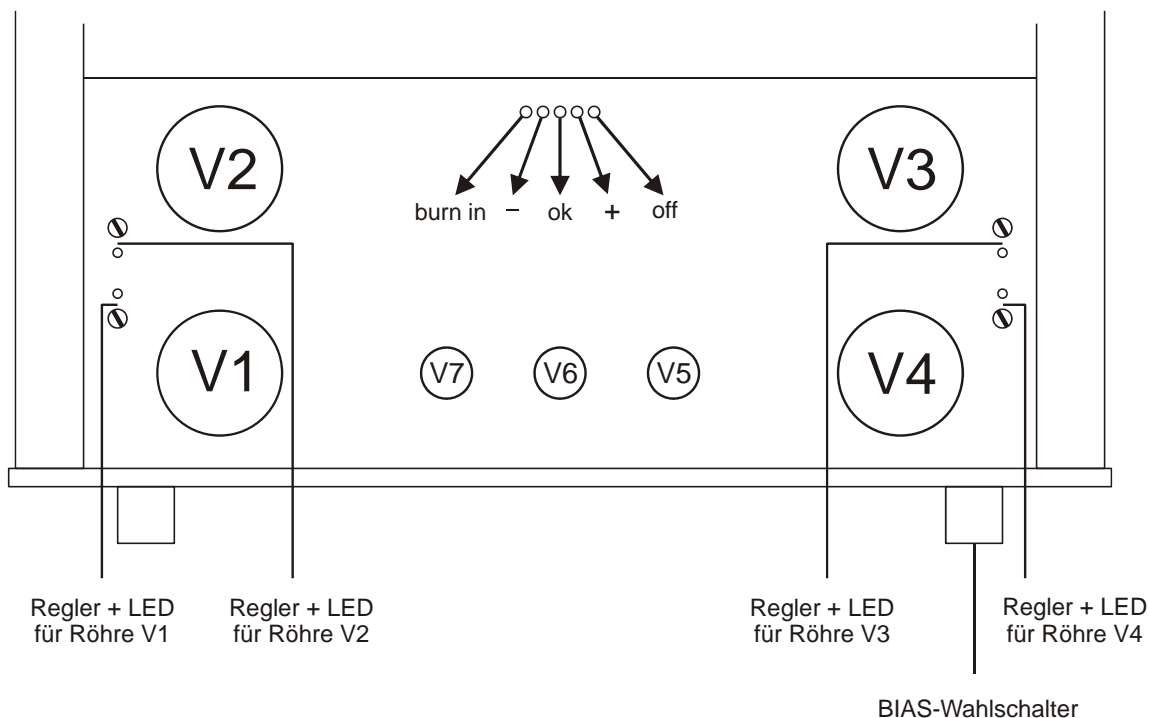 V2
V3
burn in – ok + off
V1
V7
V6
V5
V4
Regler + LED
für Röhre V1
Regler + LED
für Röhre V2
Regler + LED
für Röhre V3
Regler + LED
für Röhre V4
BIAS-Wahlschalter